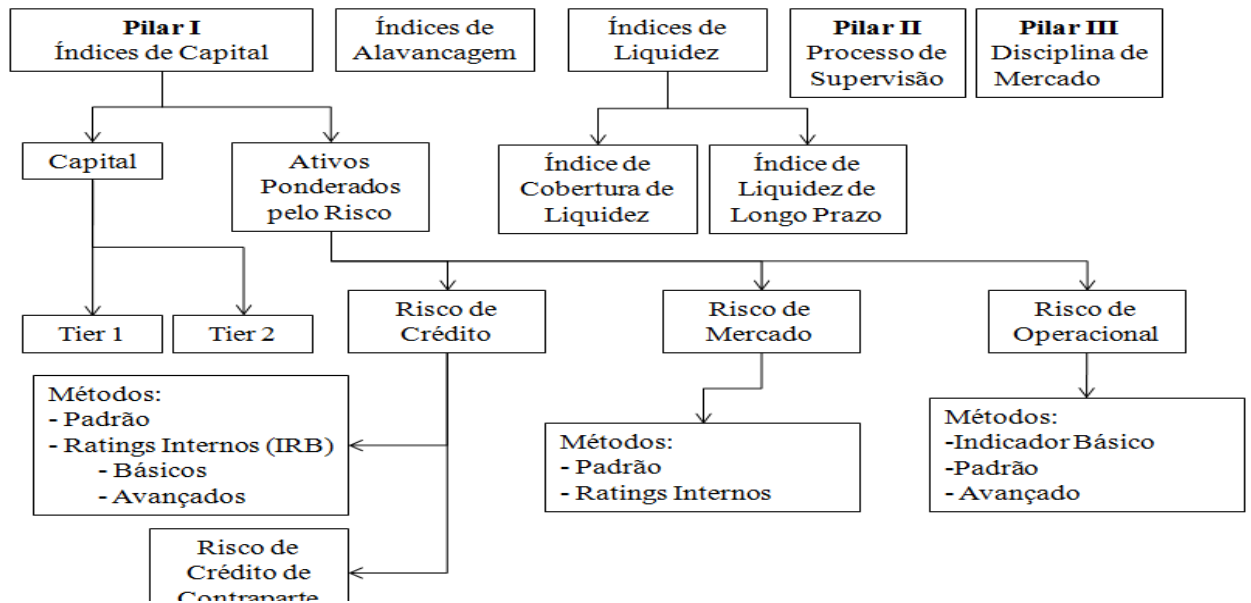 Pilar I
Índices de Capital
Índices de
Alavancagem
Índices de
Liquidez
Pilar II
Processo de
Supervisão
Pilar III
Disciplina de
Mercado
Capital
Ativos
Ponderados
pelo Risco
Índice de
Cobertura de
Liquidez
Índice de
Liquidez de
Longo Prazo
Tier 1
Tier 2
Risco de
Crédito
Risco de
Mercado
Risco de
Operacional
Métodos:
- Padrão
- Ratings Internos (IRB)
- Básicos
- Avançados
Métodos:
- Padrão
- Ratings Internos
Métodos:
-Indicador Básico
-Padrão
- Avançado
Risco de
Crédito de
Contraparte